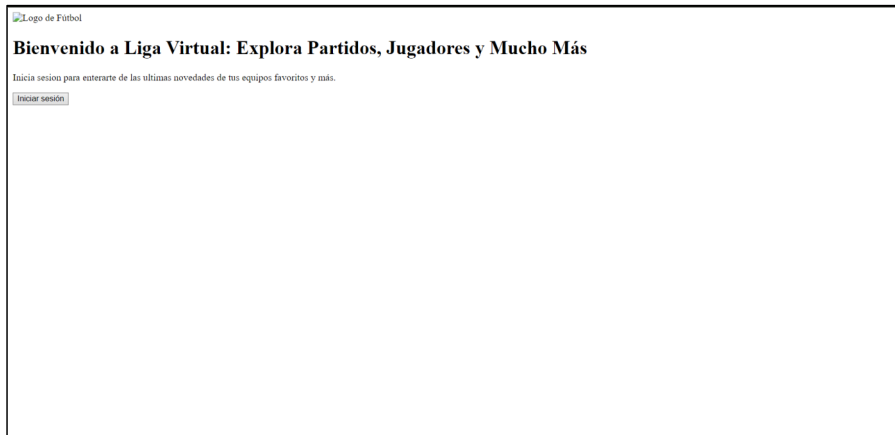 Logo de Fútbol
Bienvenido a Liga Virtual: Explora Partidos, Jugadores y Mucho Más
Inicia sesion para enterarte de las ultimas novedades de tus equipos favoritos y más.
Iniciar sesión